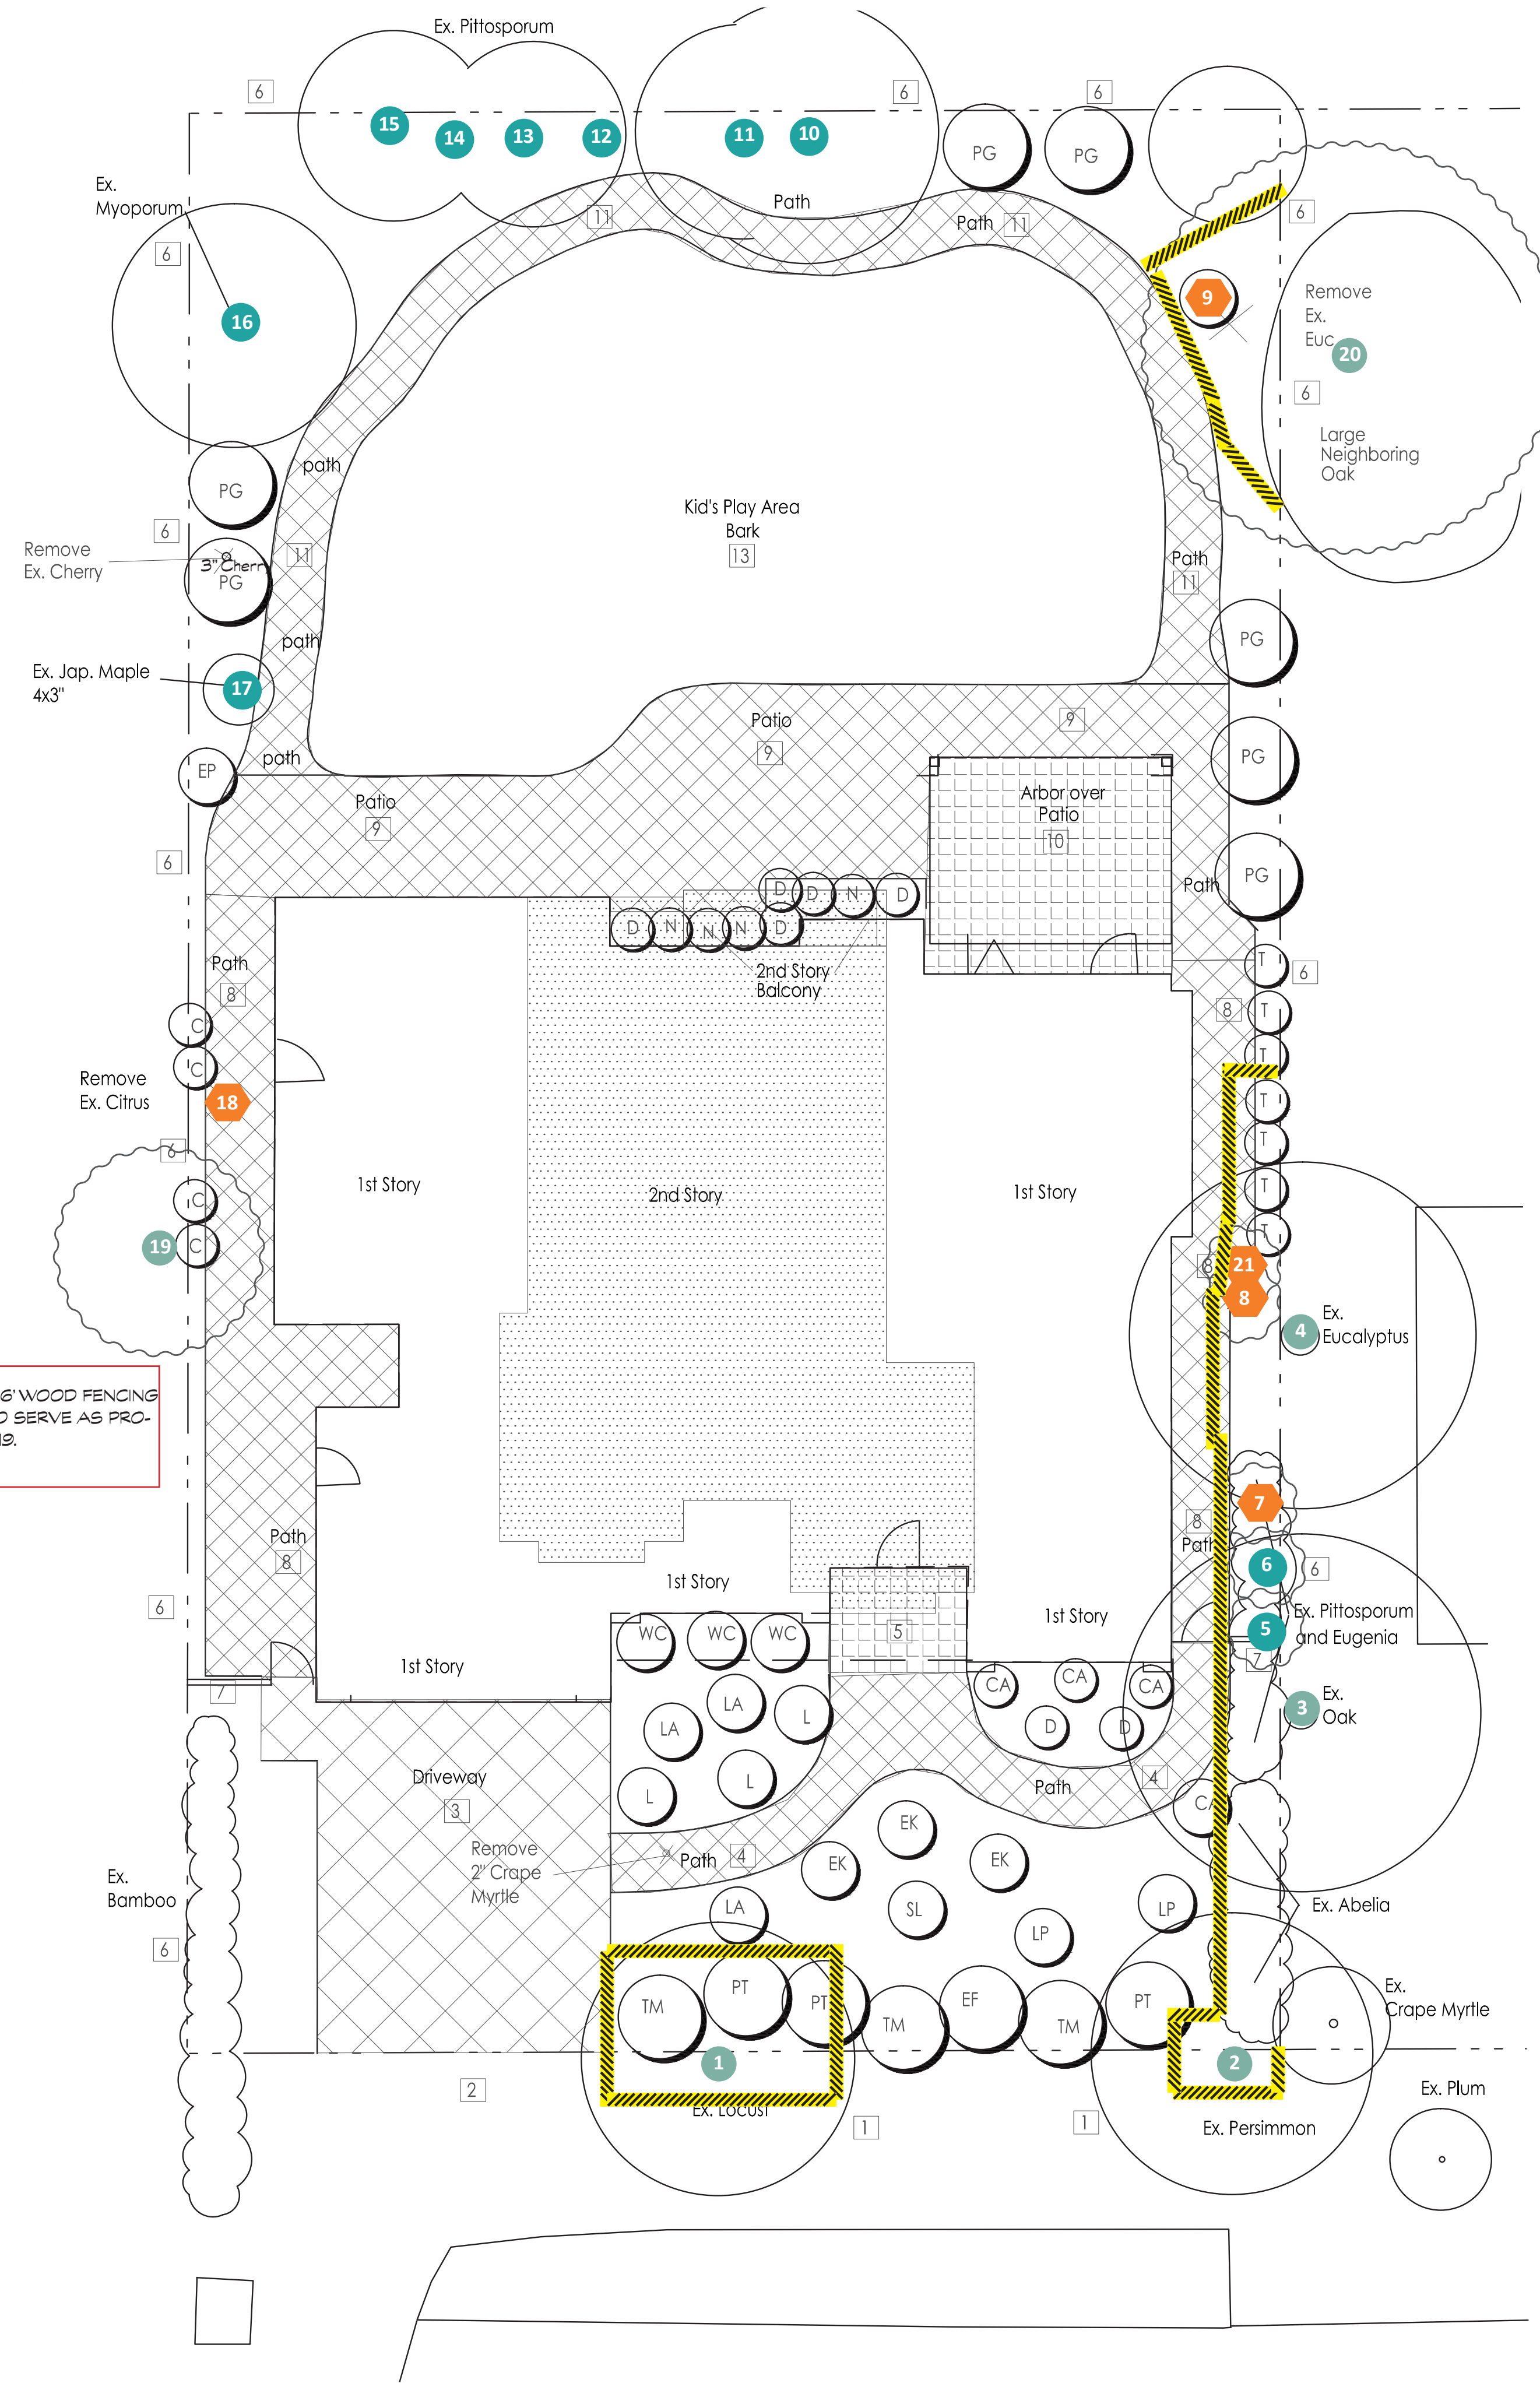 Ex. Pittosporum
6
6
6
15
14
13
12
11
10
PG
PG
Ex.
Myoporum
Path
11
Path 11
6
6
16
9
Remove
Ex.
Euc.
20
6
Large
Neighboring
Oak
path
PG
Kid's Play Area
Bark
13
6
Remove
Ex. Cherry
3" Cherry
PG
11
Path
11
path
PG
Ex. Jap. Maple
4x3"
17
Patio
9
9
path
EP
PG
Patio
9
Arbor over
Patio
10
6
PG
Path
D
D
N
D
D
N
N
N
D
Path
8
2nd Story
Balcony
T
6
8
T
C
C
T
Remove
Ex. Citrus
18
T
T
6
1st Story
2nd Story
1st Story
T
C
T
19
C
8
21
8
4
Ex.
Eucalyptus
6' WOOD FENCING
O SERVE AS PRO-
19.
7
8
Path
Path
8
6
6
1st Story
6
5
WC
WC
WC
5
1st Story
Ex. Pittosporum
and Eugenia
7
1st Story
7
CA
CA
CA
LA
LA
L
D
D
3
Ex.
Oak
Driveway
3
L
L
Path
4
CA
EK
Remove
2" Crape
Myrtle
Path 4
EK
EK
Ex.
Bamboo
LA
SL
LP
Ex. Abelia
LP
6
TM
PT
PT
TM
EF
TM
PT
Ex.
Crape Myrtle
1
2
2
Ex. Plum
Ex. Locust
1
1
Ex. Persimmon